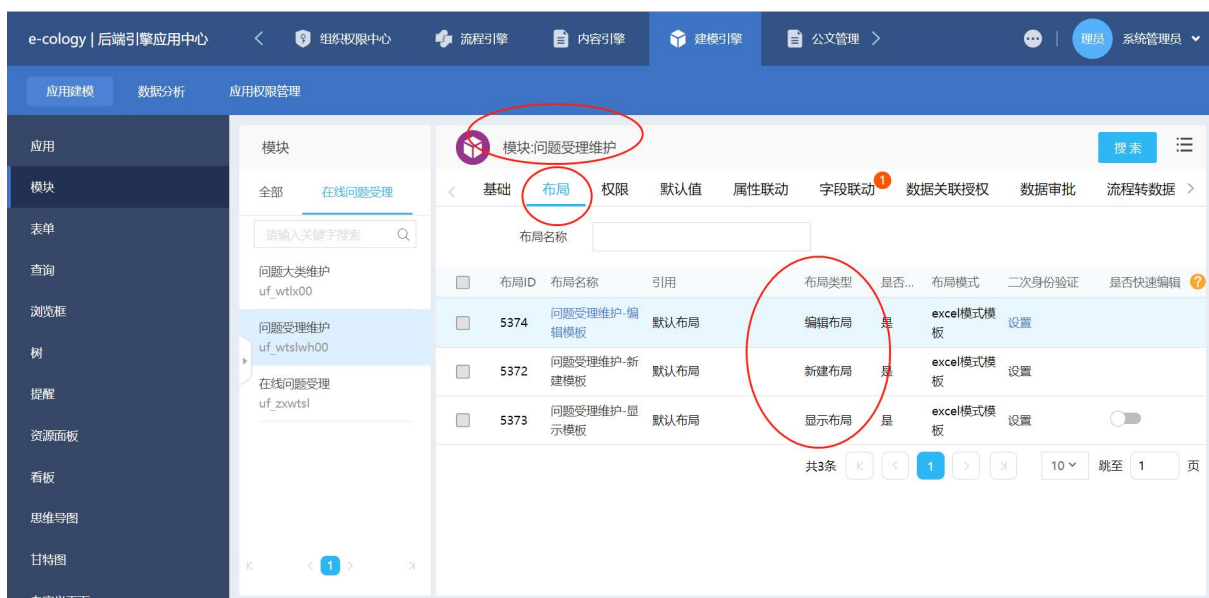 e-cology | 后端引擎应用中心 组织权限中心 流程引擎 内容引擎 建模引擎 公文管理 理员 系统管理员
应用建模 数据分析 应用权限管理
应用
模块
表单
查询
浏览框
树
提醒
资源面板
看板
思维导图
甘特图
模块
全部 在线问题受理
请输入关键字搜索
问题大类维护
uf_wtlx00
问题受理维护
uf_wtslwh00
在线问题受理
uf_zxwtsl
1
模块:问题受理维护 搜索
基础 布局 权限 默认值 属性联动 字段联动 1 数据关联授权 数据审批 流程转数据
布局名称
布局ID 布局名称 引用 布局类型 是否... 布局模式 二次身份验证 是否快速编辑 ?
5374 问题受理维护-编辑模板 默认布局 编辑布局 是 excel模式模板 设置
5372 问题受理维护-新建模板 默认布局 新建布局 是 excel模式模板 设置
5373 问题受理维护-显示模板 默认布局 显示布局 是 excel模式模板 设置
共3条 1 10 跳至 1 页